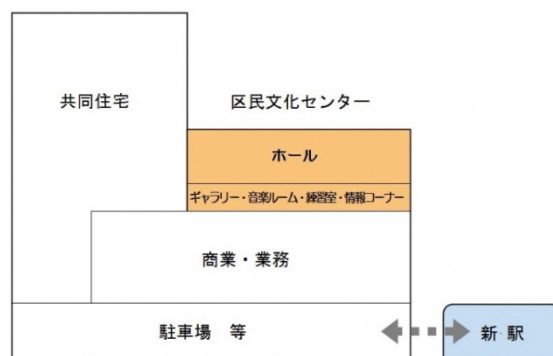 共同住宅
区民文化センター
ホール
ギャラリー・音楽ルーム・練習室・情報コーナー
商業・業務
駐車場 等
新 駅